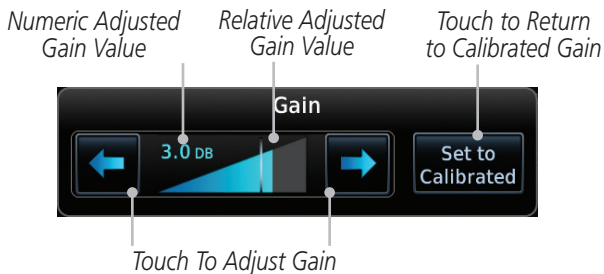 Numeric Adjusted
Gain Value
Relative Adjusted
Gain Value
Touch to Return
to Calibrated Gain
Gain
3.0 DB
Set to
Calibrated
Touch To Adjust Gain